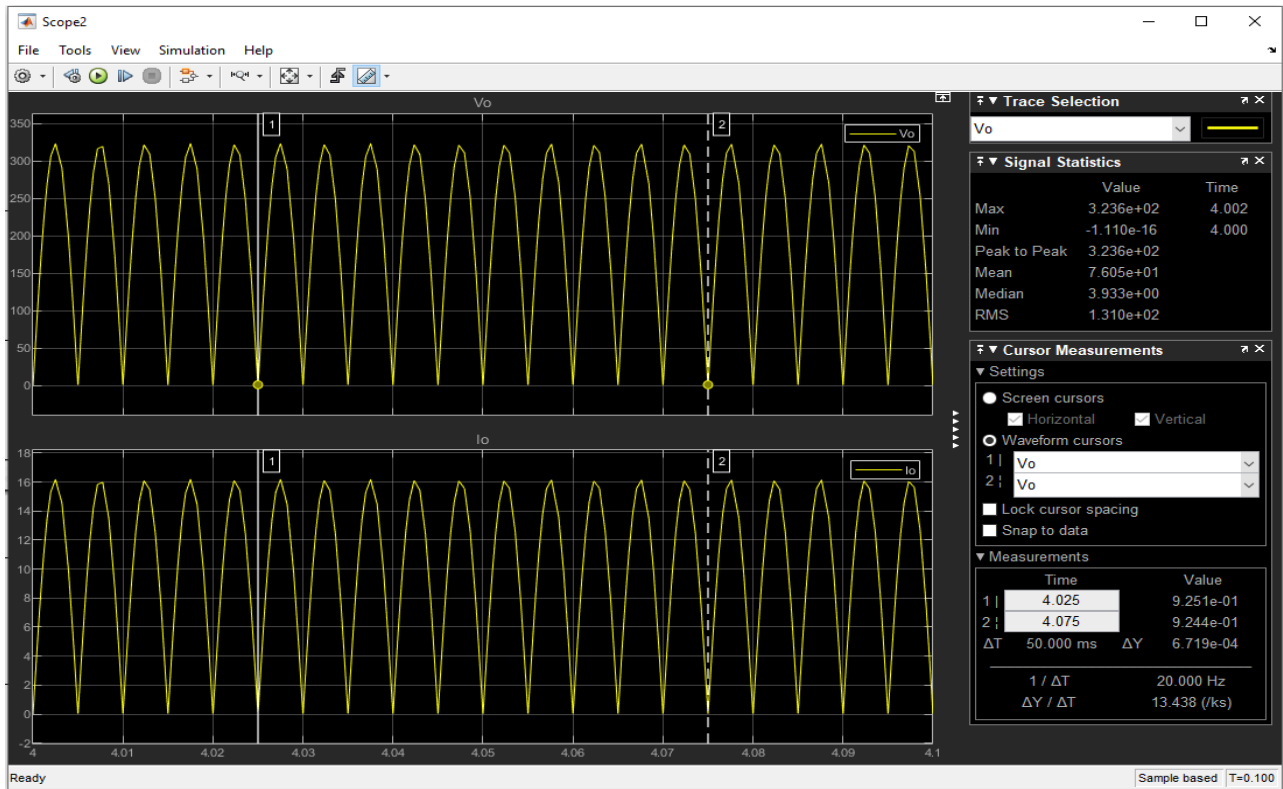 Scope2
File Tools View Simulation Help
Vo
350
300
250
200
150
100
50
0
1
2
Vo
Io
18
16
14
12
10
8
6
4
2
0
-2
1
2
Io
4 4.01 4.02 4.03 4.04 4.05 4.06 4.07 4.08 4.09 4.1
Trace Selection
Vo
Signal Statistics
Value Time
Max 3.236e+02 4.002
Min -1.110e-16 4.000
Peak to Peak 3.236e+02
Mean 7.605e+01
Median 3.933e+00
RMS 1.310e+02
Cursor Measurements
Settings
Screen cursors
Horizontal Vertical
Waveform cursors
1 | Vo
2 ¦ Vo
Lock cursor spacing
Snap to data
Measurements
Time Value
1 | 4.025 9.251e-01
2 ¦ 4.075 9.244e-01
ΔT 50.000 ms ΔY 6.719e-04
1 / ΔT 20.000 Hz
ΔY / ΔT 13.438 (/ks)
Ready Sample based T=0.100